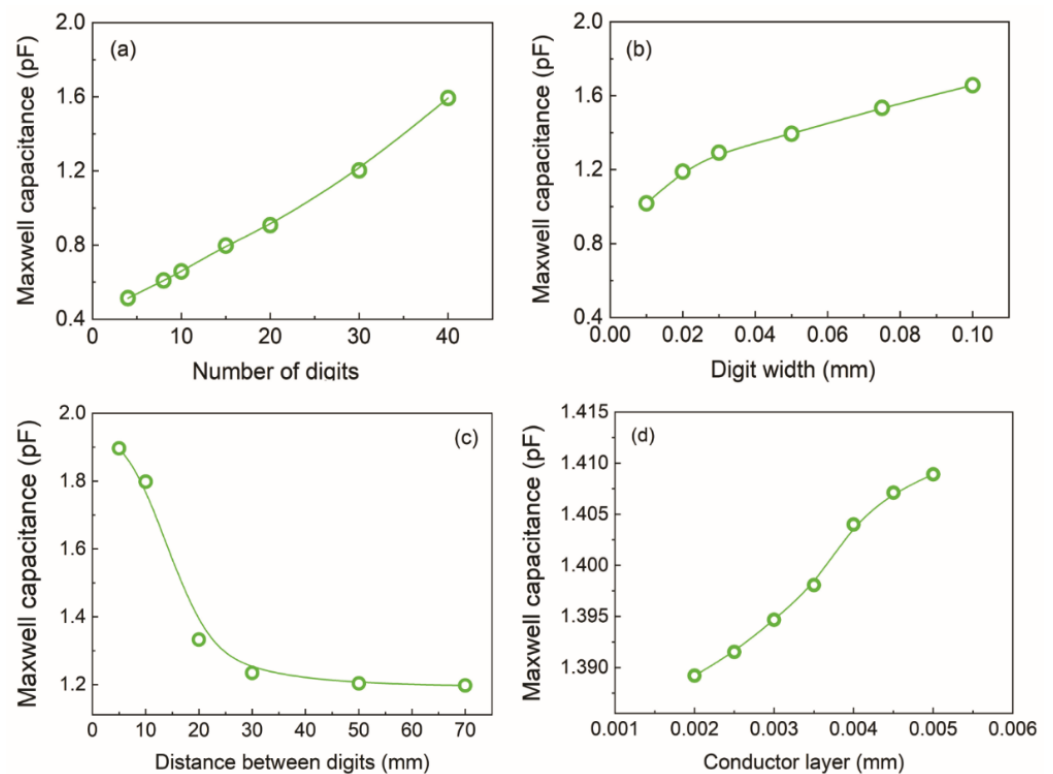 (a)
Maxwell capacitance (pF)
2.0
1.6
1.2
0.8
0.4
0 10 20 30 40
Number of digits
(b)
Maxwell capacitance (pF)
2.0
1.6
1.2
0.8
0.4
0.00 0.02 0.04 0.06 0.08 0.10
Digit width (mm)
(c)
Maxwell capacitance (pF)
2.0
1.8
1.6
1.4
1.2
0 10 20 30 40 50 60 70
Distance between digits (mm)
(d)
Maxwell capacitance (pF)
1.415
1.410
1.405
1.400
1.395
1.390
0.001 0.002 0.003 0.004 0.005 0.006
Conductor layer (mm)